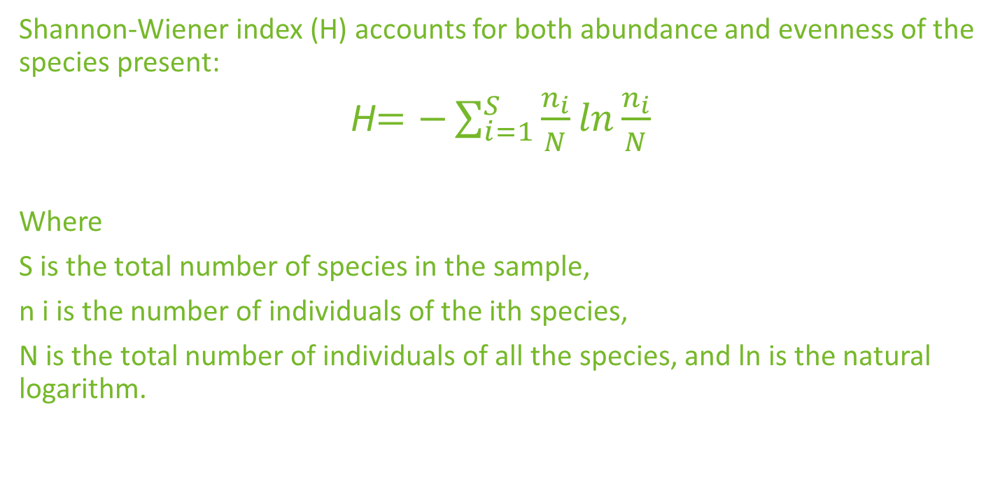 Shannon-Wiener index (H) accounts for both abundance and evenness of the
species present:
H= − ∑_{i=1}^{S} \frac{n_i}{N} ln \frac{n_i}{N}
Where
S is the total number of species in the sample,
n i is the number of individuals of the ith species,
N is the total number of individuals of all the species, and ln is the natural
logarithm.